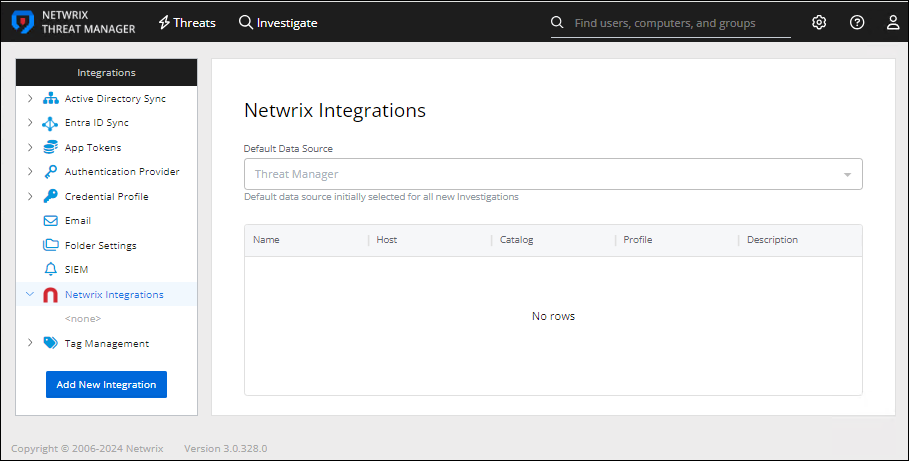 NETWRIX
THREAT MANAGER
Threats
Investigate
Find users, computers, and groups
Integrations
Active Directory Sync
Entra ID Sync
App Tokens
Authentication Provider
Credential Profile
Email
Folder Settings
SIEM
Netwrix Integrations
<none>
Tag Management
Add New Integration
Netwrix Integrations
Default Data Source
Threat Manager
Default data source initially selected for all new Investigations
Name Host Catalog Profile Description
No rows
Copyright © 2006-2024 Netwrix Version 3.0.328.0